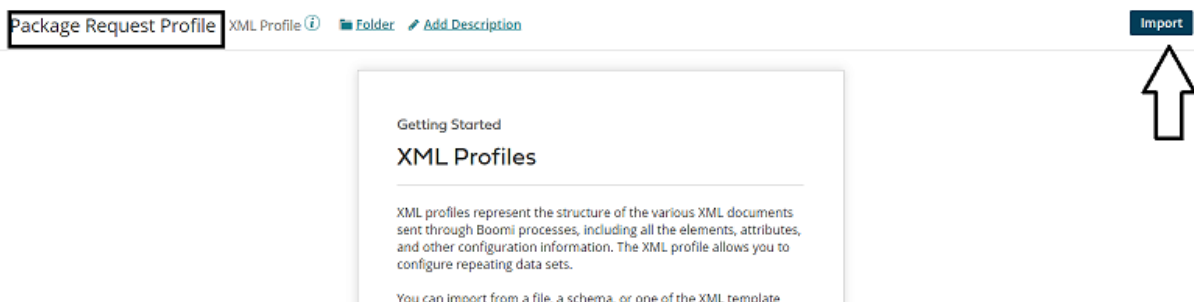 Package Request Profile XML Profile Folder Add Description Import
Getting Started
XML Profiles
XML profiles represent the structure of the various XML documents
sent through Boomi processes, including all the elements, attributes,
and other configuration information. The XML profile allows you to
configure repeating data sets.
You can import from a file, a schema, or one of the XML template